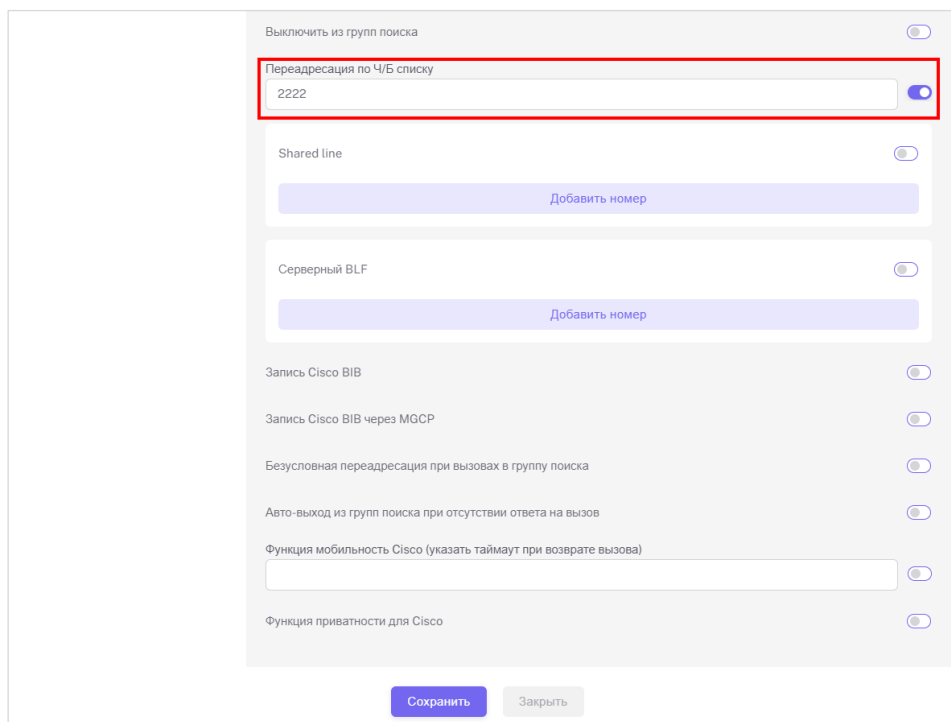 Выключить из групп поиска
Переадресация по Ч/Б списку
2222
Shared line
Добавить номер
Серверный BLF
Добавить номер
Запись Cisco BIB
Запись Cisco BIB через MGCP
Безусловная переадресация при вызовах в группу поиска
Авто-выход из групп поиска при отсутствии ответа на вызов
Функция мобильность Cisco (указать таймаут при возврате вызова)
Функция приватности для Cisco
Сохранить
Закрыть